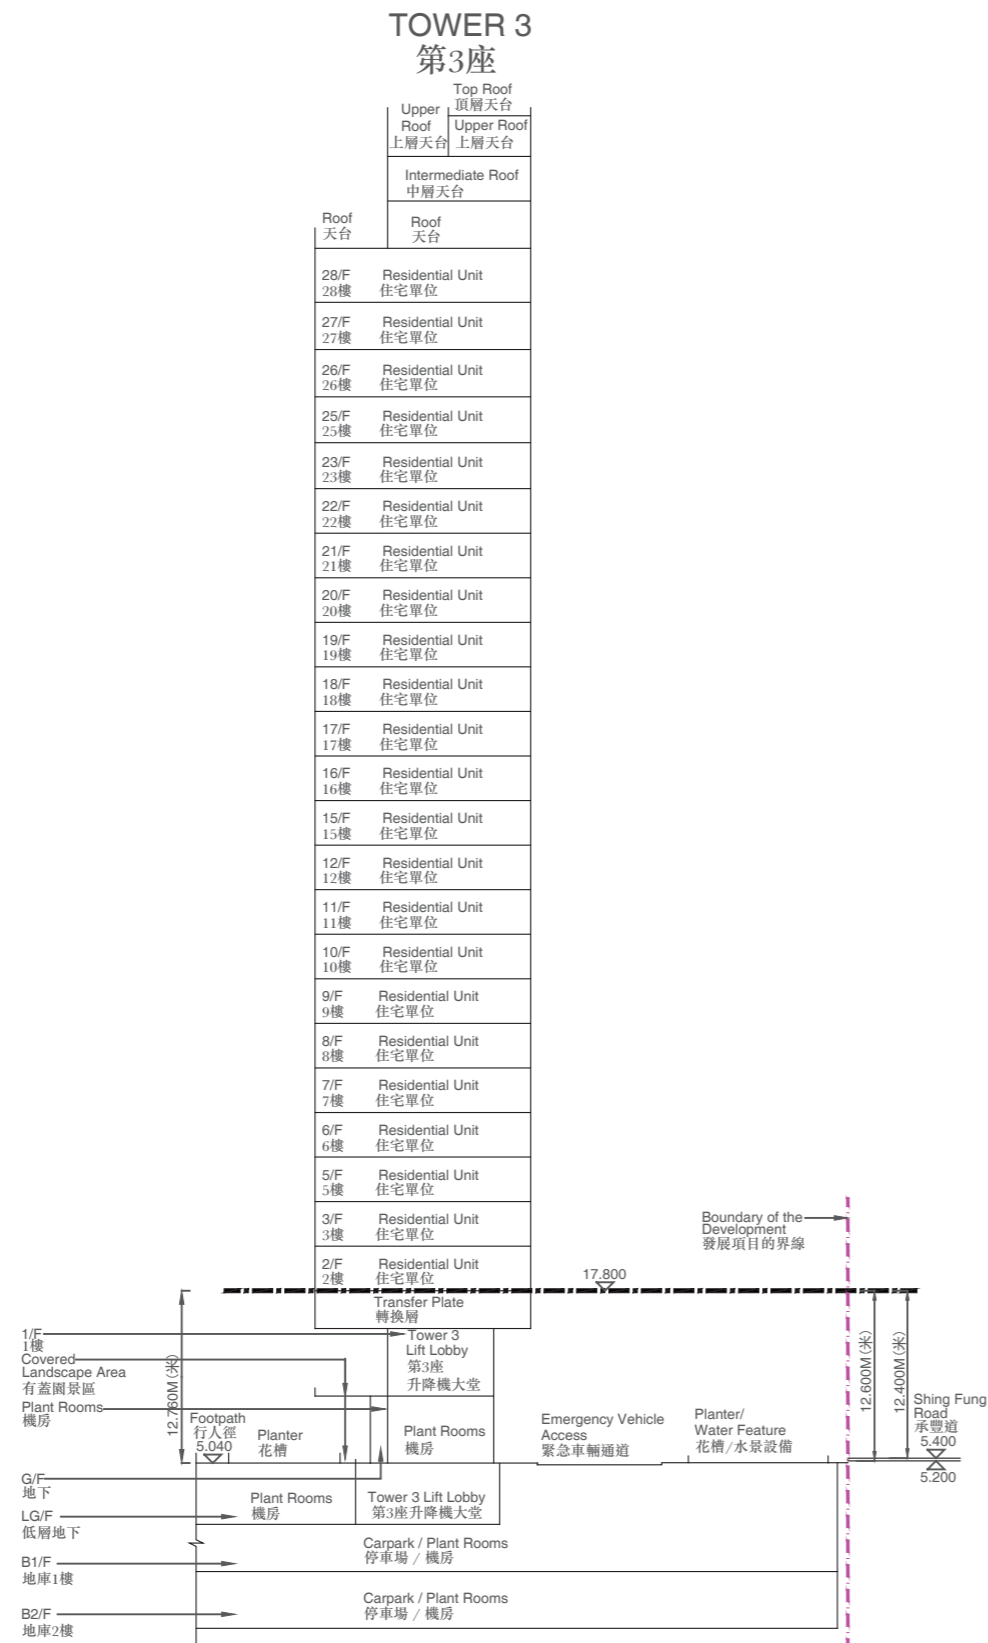 TOWER 3
第3座
Top Roof
頂層天台
Upper
Roof
上層天台
Upper Roof
上層天台
Intermediate Roof
中層天台
Roof
天台
Roof
天台
28/F Residential Unit
28樓 住宅單位
27/F Residential Unit
27樓 住宅單位
26/F Residential Unit
26樓 住宅單位
25/F Residential Unit
25樓 住宅單位
23/F Residential Unit
23樓 住宅單位
22/F Residential Unit
22樓 住宅單位
21/F Residential Unit
21樓 住宅單位
20/F Residential Unit
20樓 住宅單位
19/F Residential Unit
19樓 住宅單位
18/F Residential Unit
18樓 住宅單位
17/F Residential Unit
17樓 住宅單位
16/F Residential Unit
16樓 住宅單位
15/F Residential Unit
15樓 住宅單位
12/F Residential Unit
12樓 住宅單位
11/F Residential Unit
11樓 住宅單位
10/F Residential Unit
10樓 住宅單位
9/F Residential Unit
9樓 住宅單位
8/F Residential Unit
8樓 住宅單位
7/F Residential Unit
7樓 住宅單位
6/F Residential Unit
6樓 住宅單位
5/F Residential Unit
5樓 住宅單位
3/F Residential Unit
3樓 住宅單位
2/F Residential Unit
2樓 住宅單位
Boundary of the
Development
發展項目的界線
17.800
Transfer Plate
轉換層
1/F
1樓
Covered
Landscape Area
有蓋園景區
Plant Rooms
機房
12.760M(米)
Tower 3
Lift Lobby
第3座
升降機大堂
Footpath
行人徑
5.040
Planter
花槽
Plant Rooms
機房
Emergency Vehicle
Access
緊急車輛通道
Planter/
Water Feature
花槽/水景設備
12.600M(米)
12.400M(米)
Shing Fung
Road
承豐道
5.400
5.200
G/F
地下
LG/F
低層地下
Plant Rooms
機房
Tower 3 Lift Lobby
第3座升降機大堂
B1/F
地庫1樓
Carpark / Plant Rooms
停車場 / 機房
B2/F
地庫2樓
Carpark / Plant Rooms
停車場 / 機房